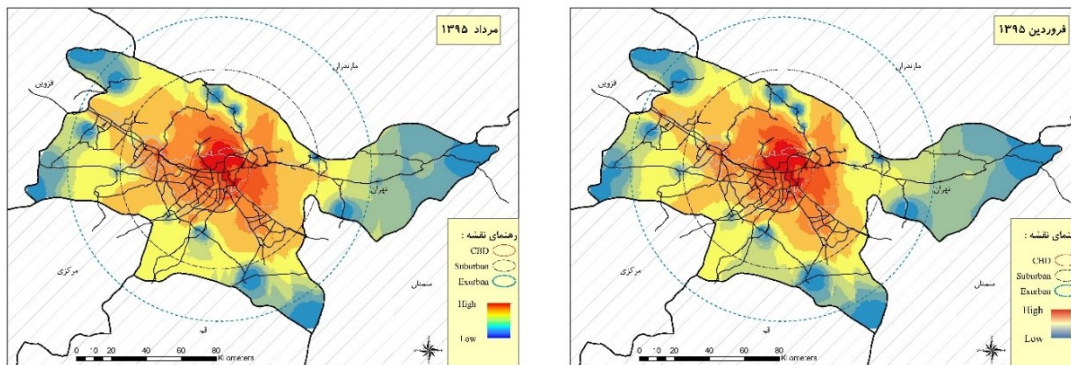 مرداد ۱۳۹۵
مازندران
قزوین
تهران
مرکزی
سمنان
قم
راهنمای نقشه :
CBD
Suburban
Exurban
High
Low
0 10 20 40 60 80
Kilometers
فروردین ۱۳۹۵
مازندران
قزوین
تهران
مرکزی
سمنان
قم
راهنمای نقشه :
CBD
Suburban
Exurban
High
Low
0 10 20 40 60 80
Kilometers